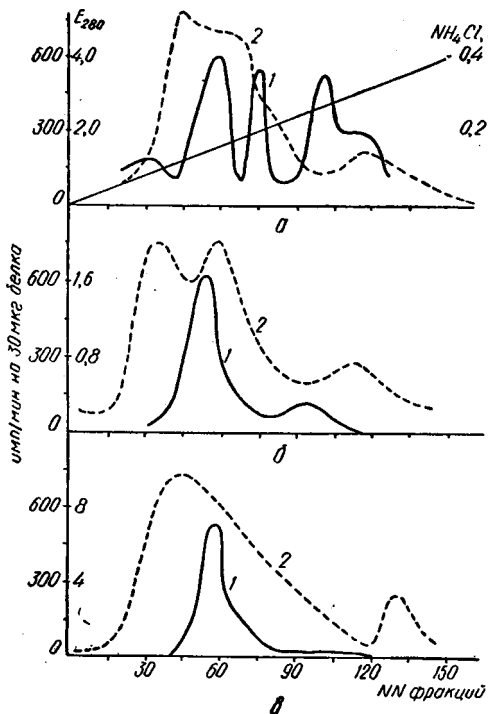 E280 NH4Cl,
600 4,0 2 1 0,4
300 2,0 0,2
0
а
600 1,6 2
300 0,8 1
0
б
600 8
300 4 1 2
0
имп/мин на 30 мкг делка
30 60 90 120 150
NN фракций
в